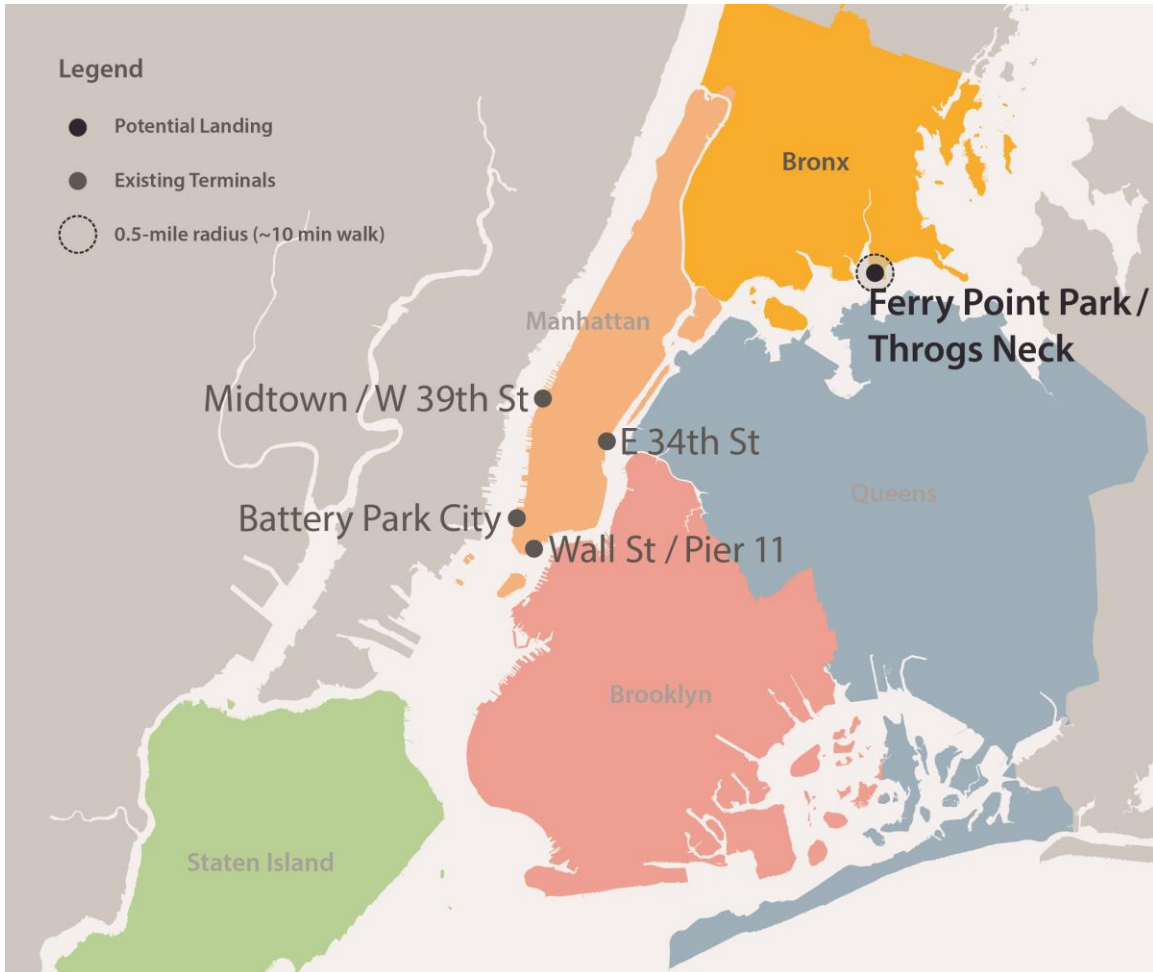 Legend
Potential Landing
Existing Terminals
0.5-mile radius (~10 min walk)
Bronx
Ferry Point Park /
Throgs Neck
Manhattan
Midtown / W 39th St
E 34th St
Queens
Battery Park City
Wall St / Pier 11
Brooklyn
Staten Island